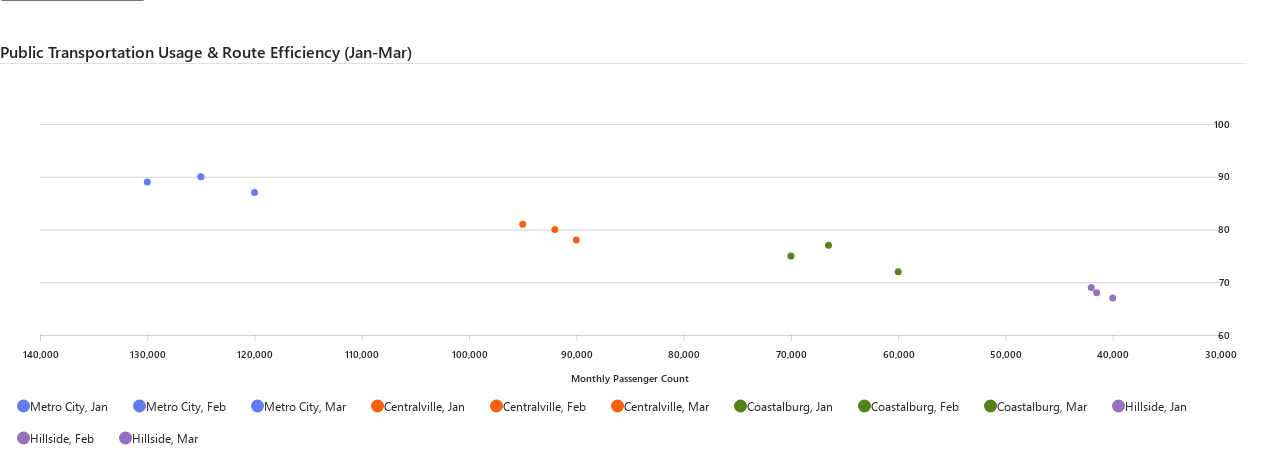 Public Transportation Usage & Route Efficiency (Jan-Mar)
100
90
80
70
60
140,000 130,000 120,000 110,000 100,000 90,000 80,000 70,000 60,000 50,000 40,000 30,000
Monthly Passenger Count
Metro City, Jan Metro City, Feb Metro City, Mar Centralville, Jan Centralville, Feb Centralville, Mar Coastalburg, Jan Coastalburg, Feb Coastalburg, Mar Hillside, Jan
Hillside, Feb Hillside, Mar